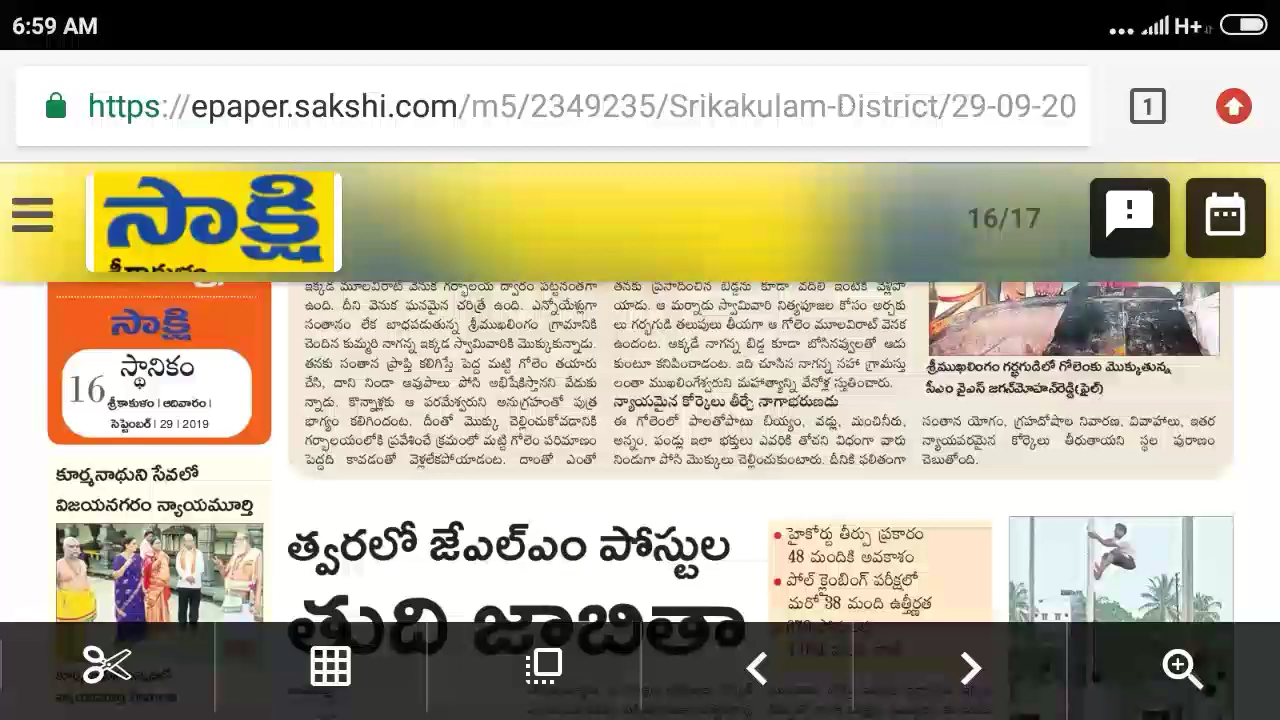 6:59 AM
H+
https://epaper.sakshi.com/m5/2349235/Srikakulam-District/29-09-20
1
సాక్షి
16/17
సాక్షి
స్థానికం
16
శ్రీకాకుళం | ఆదివారం |
సెప్టెంబర్ | 29 | 2019
కూర్మనాథుని సేవలో
విజయనగరం న్యాయమూర్తి
ఇక్కడ మూలవిరాట్ వెనుక గర్భాలయ ద్వారం పట్టనంతగా
ఉంది. దీని వెనుక ఘనమైన చరిత్రే ఉంది. ఎన్నోయేళ్లుగా
సంతానం లేక బాధపడుతున్న శ్రీముఖలింగం గ్రామానికి
చెందిన కుమ్మరి నాగన్న ఇక్కడ స్వామివారికి మొక్కుకున్నాడు.
తనకు సంతాన ప్రాప్తి కలిగిస్తే పెద్ద మట్టి గోలెం తయారు
చేసి, దాని నిండా ఆవుపాలు పోసి అభిషేకిస్తానని వేడుకు
న్నాడు. కొన్నాళ్లకు ఆ పరమేశ్వరుని అనుగ్రహంతో పుత్ర
భాగ్యం కలిగిందంట. దీంతో మొక్కు చెల్లించుకోవడానికి
గర్భాలయంలోకి ప్రవేశించే క్రమంలో మట్టి గోలెం పరిమాణం
పెద్దది కావడంతో వెళ్లలేకపోయాడంట. దాంతో ఎంతో
తనకు ప్రసాదించిన బిడ్డను కూడా వదిలి ఇంటికి వెళ్లిపో
యాడు. ఆ మర్నాడు స్వామివారి నిత్యపూజల కోసం అర్చకు
లు గర్భగుడి తలుపులు తీయగా ఆ గోలెం మూలవిరాట్ వెనక
ఉందంట. అక్కడే నాగన్న బిడ్డ కూడా బోసినవ్వులతో ఆడు
కుంటూ కనిపించాడంట. ఇది చూసిన నాగన్న సహా గ్రామస్తు
లంతా ముఖలింగేశ్వరుని మహాత్యాన్ని వేనోళ్ల స్తుతించారు.
న్యాయమైన కోర్కెలు తీర్చే నాగాభరణుడు
ఈ గోలెంలో పాలతోపాటు బియ్యం, వడ్లు, మంచినీరు,
అన్నం, పండ్లు ఇలా భక్తులు ఎవరికి తోచిన విధంగా వారు
నిండుగా పోసి మొక్కులు చెల్లించుకుంటారు. దీనికి ఫలితంగా
శ్రీముఖలింగం గర్భగుడిలో గోలెంకు మొక్కుతున్న
సీఎం వైఎస్ జగన్‌మోహన్‌రెడ్డి(ఫైల్)
సంతాన యోగం, గ్రహదోషాల నివారణ, వివాహాలు, ఇతర
న్యాయపరమైన కోర్కెలు తీరుతాయని స్థల పురాణం
చెబుతోంది.
త్వరలో జేఎల్ఎం పోస్టుల
తుది జాబితా
హైకోర్టు తీర్పు ప్రకారం
48 మందికి అవకాశం
పోల్ క్లైంబింగ్ పరీక్షలో
మరో 38 మంది ఉత్తీర్ణత